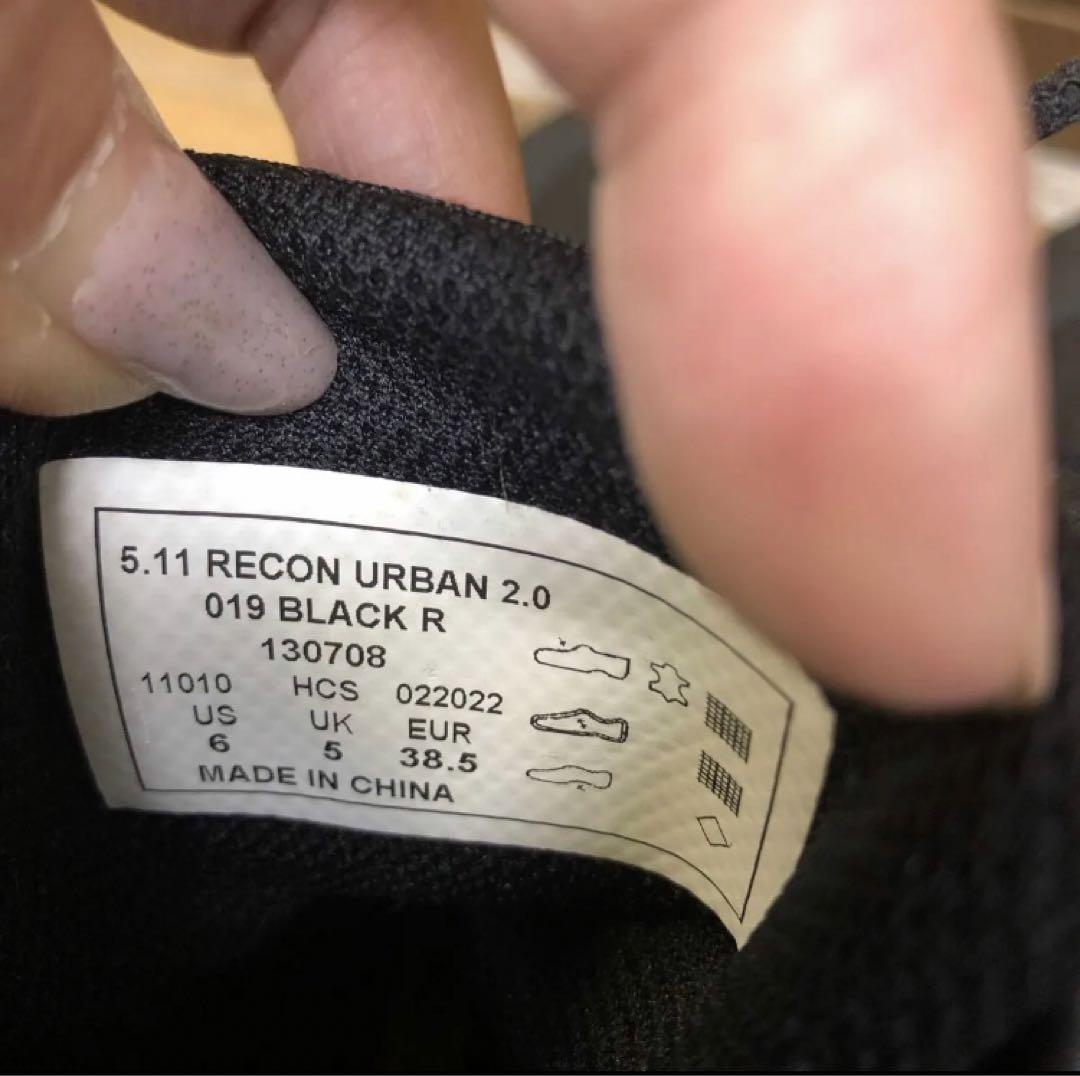 5.11 RECON URBAN 2.0
019 BLACK R
130708
11010 HCS 022022
US UK EUR
6 5 38.5
MADE IN CHINA